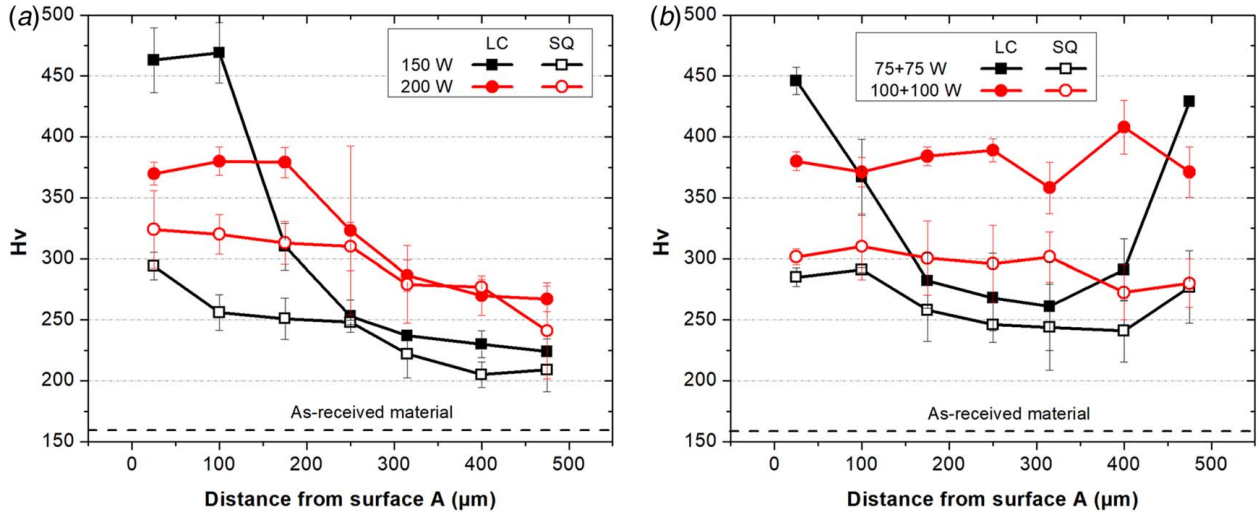 (a)
500
450
400
350
300
250
200
150
Hv
LC SQ
150 W
200 W
As-received material
0 100 200 300 400 500
Distance from surface A (µm)
(b)
500
450
400
350
300
250
200
150
Hv
LC SQ
75+75 W
100+100 W
As-received material
0 100 200 300 400 500
Distance from surface A (µm)